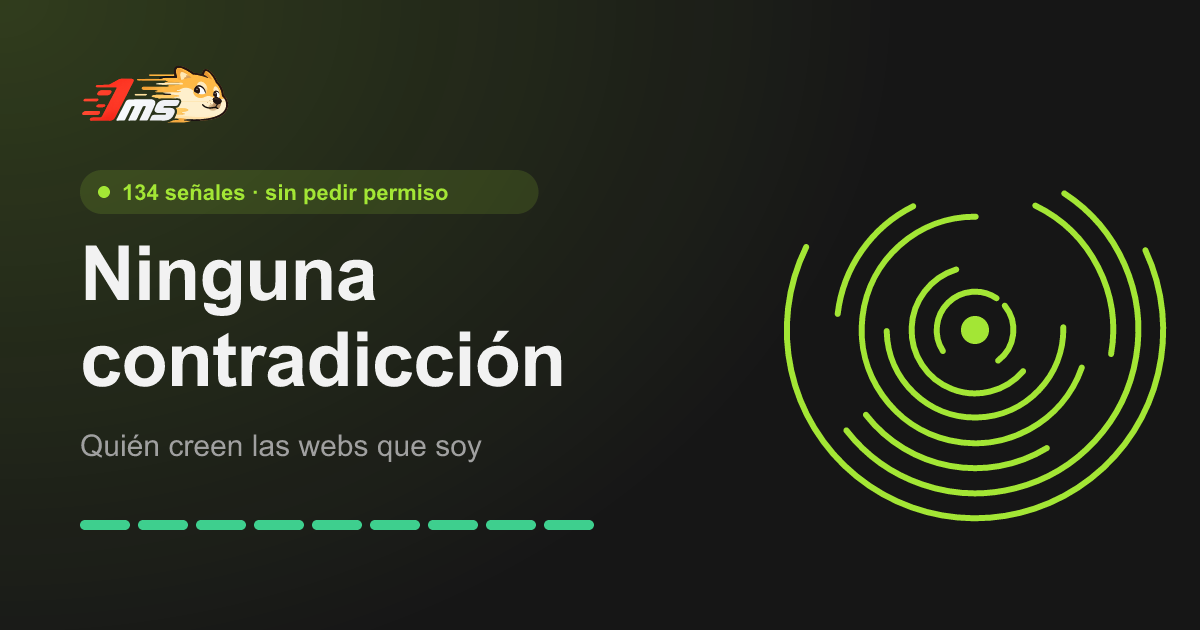 1ms
134 señales · sin pedir permiso
Ninguna
contradicción
Quién creen las webs que soy